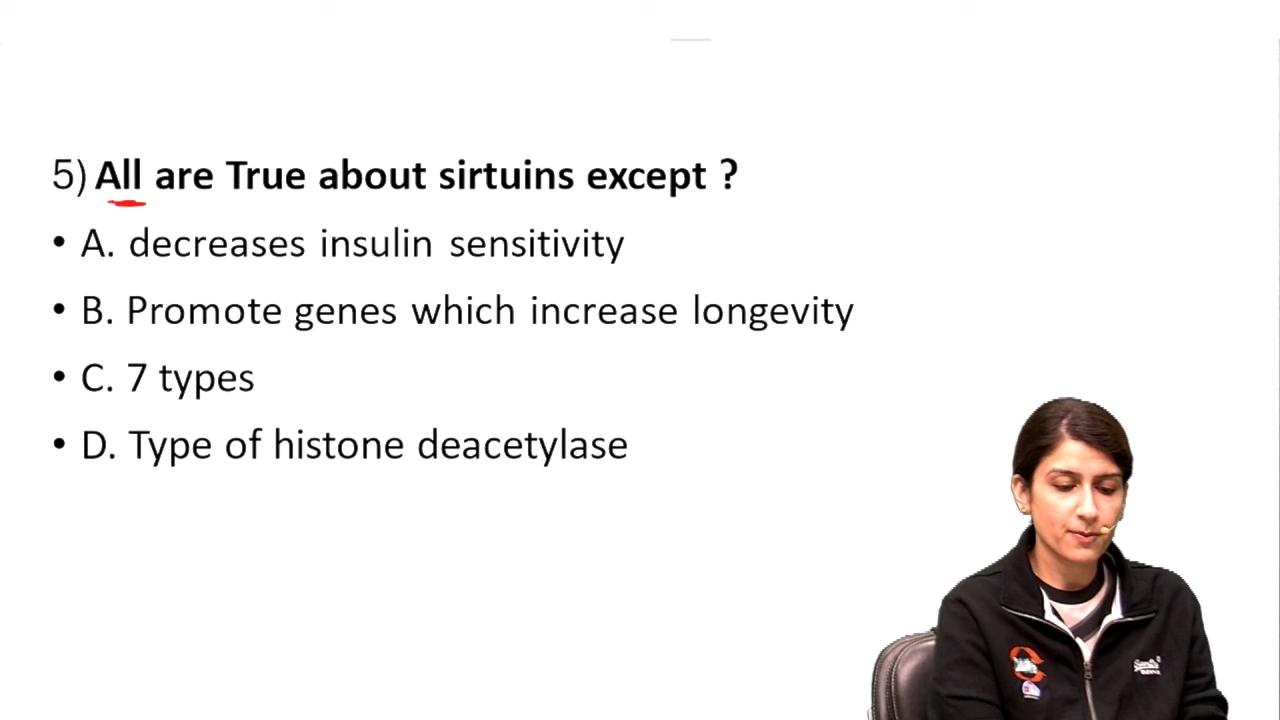 5) All are True about sirtuins except ?
• A. decreases insulin sensitivity
• B. Promote genes which increase longevity
• C. 7 types
• D. Type of histone deacetylase